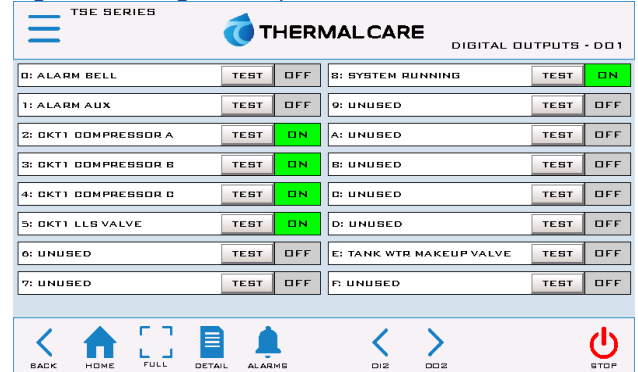 TSE SERIES
THERMALCARE
DIGITAL OUTPUTS - DO1
0: ALARM BELL TEST OFF
1: ALARM AUX TEST OFF
2: CKT1 COMPRESSOR A TEST ON
3: CKT1 COMPRESSOR B TEST ON
4: CKT1 COMPRESSOR C TEST ON
5: CKT1 LLS VALVE TEST ON
6: UNUSED TEST OFF
7: UNUSED TEST OFF
8: SYSTEM RUNNING TEST ON
9: UNUSED TEST OFF
A: UNUSED TEST OFF
B: UNUSED TEST OFF
C: UNUSED TEST OFF
D: UNUSED TEST OFF
E: TANK WTR MAKEUP VALVE TEST OFF
F: UNUSED TEST OFF
BACK HOME FULL DETAIL ALARMS DI2 DO2 STOP